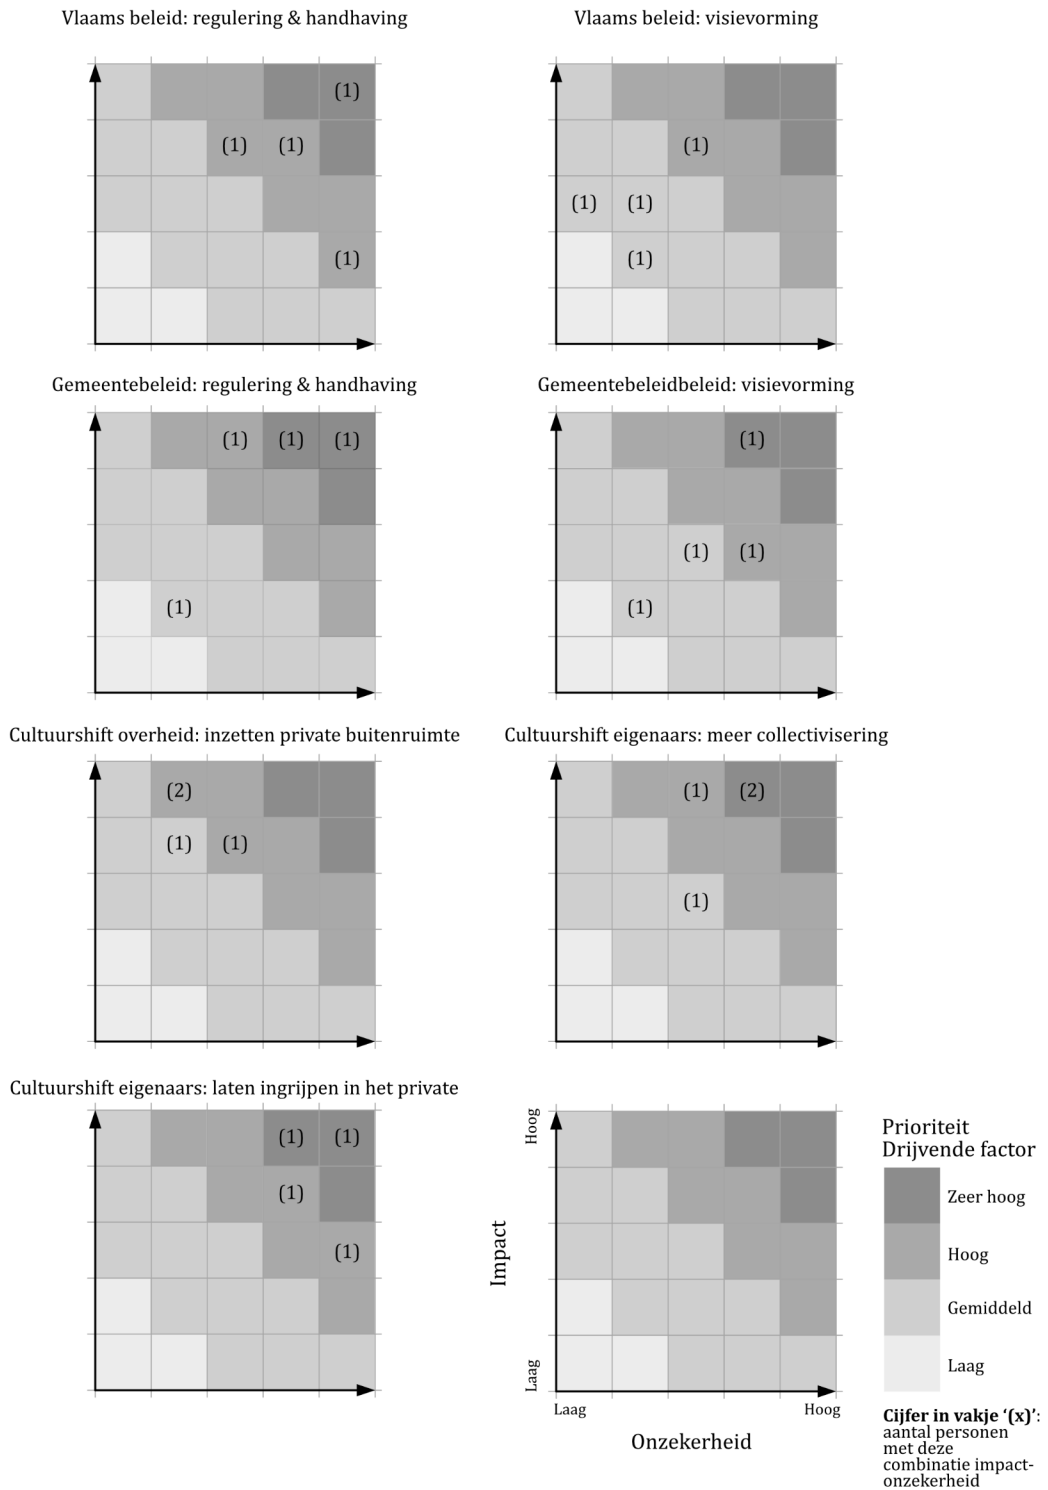 Vlaams beleid: regulering & handhaving
(1)
(1) (1)
(1)
Vlaams beleid: visievorming
(1)
(1) (1)
(1)
Gemeentebeleid: regulering & handhaving
(1) (1) (1)
(1)
Gemeentebeleidbeleid: visievorming
(1)
(1) (1)
(1)
Cultuurshift overheid: inzetten private buitenruimte
(2)
(1) (1)
Cultuurshift eigenaars: meer collectivisering
(1) (2)
(1)
Cultuurshift eigenaars: laten ingrijpen in het private
(1) (1)
(1)
(1)
Hoog
Impact
Laag
Laag Hoog
Onzekerheid
Prioriteit
Drijvende factor
Zeer hoog
Hoog
Gemiddeld
Laag
Cijfer in vakje ‘(x)’:
aantal personen
met deze
combinatie impact-
onzekerheid